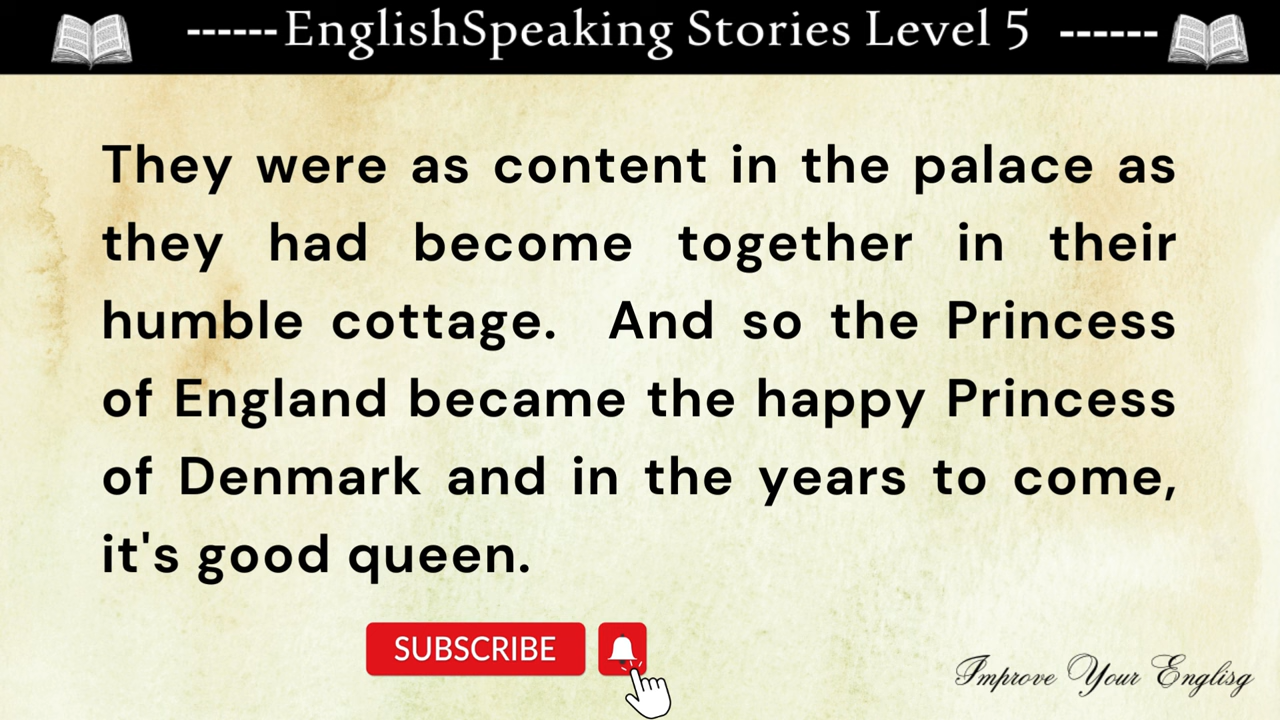 ------EnglishSpeaking Stories Level 5 ------
They were as content in the palace as
they had become together in their
humble cottage. And so the Princess
of England became the happy Princess
of Denmark and in the years to come,
it's good queen.
SUBSCRIBE
Improve Your Englisg